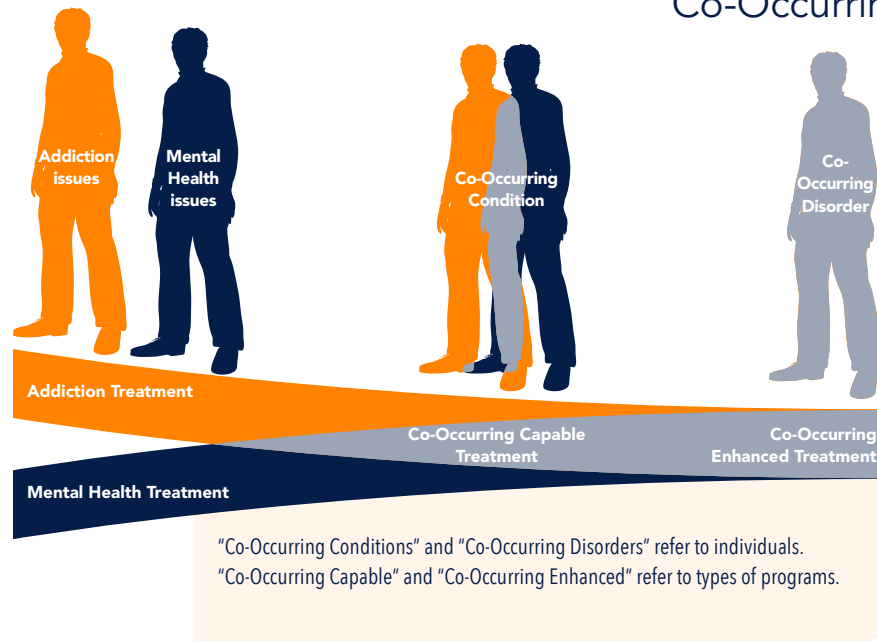 Co-Occurrin
Addiction
issues
Mental
Health
issues
Co-Occurring
Condition
Co-
Occurring
Disorder
Addiction Treatment
Co-Occurring Capable
Treatment
Co-Occurring
Enhanced Treatment
Mental Health Treatment
“Co-Occurring Conditions” and “Co-Occurring Disorders” refer to individuals.
“Co-Occurring Capable” and “Co-Occurring Enhanced” refer to types of programs.